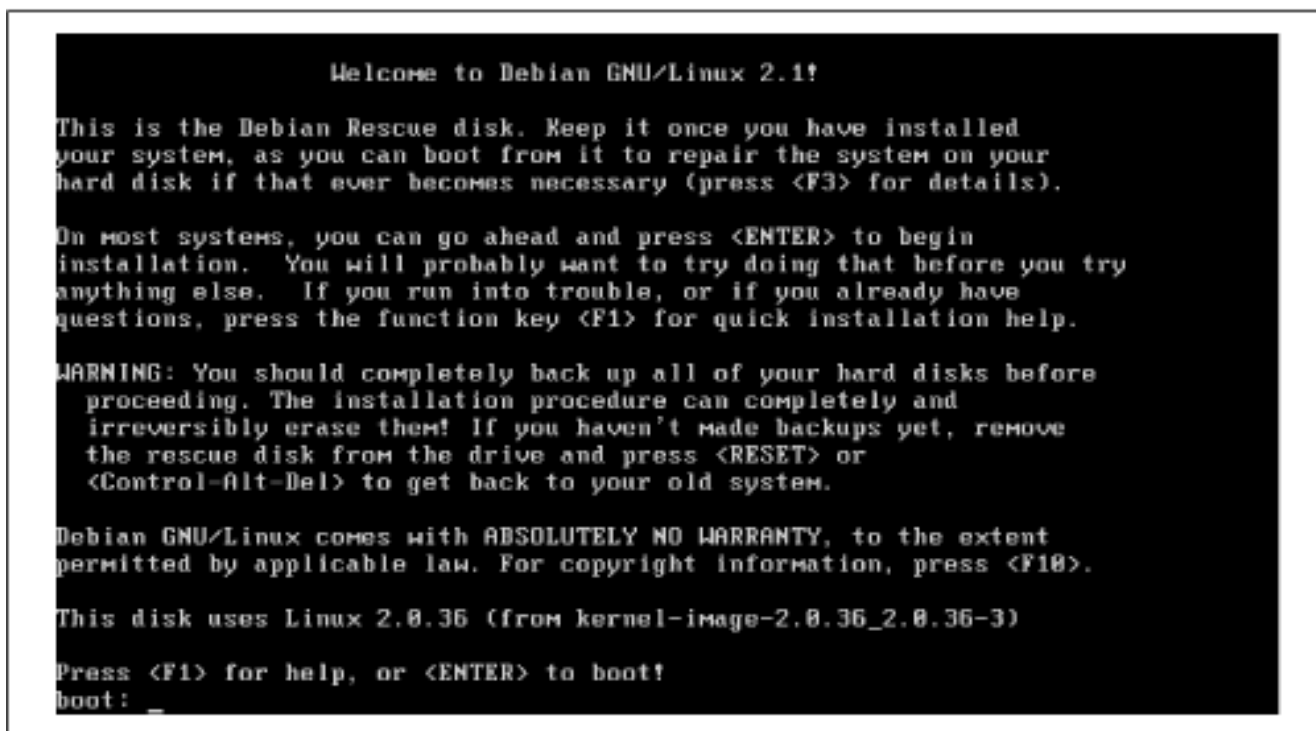 Welcome to Debian GNU/Linux 2.1!
This is the Debian Rescue disk. Keep it once you have installed
your system, as you can boot from it to repair the system on your
hard disk if that ever becomes necessary (press <F3> for details).
On most systems, you can go ahead and press <ENTER> to begin
installation.  You will probably want to try doing that before you try
anything else.  If you run into trouble, or if you already have
questions, press the function key <F1> for quick installation help.
WARNING: You should completely back up all of your hard disks before
proceeding. The installation procedure can completely and
irreversibly erase them! If you haven't made backups yet, remove
the rescue disk from the drive and press <RESET> or
<Control-Alt-Del> to get back to your old system.
Debian GNU/Linux comes with ABSOLUTELY NO WARRANTY, to the extent
permitted by applicable law. For copyright information, press <F10>.
This disk uses Linux 2.0.36 (from kernel-image-2.0.36_2.0.36-3)
Press <F1> for help, or <ENTER> to boot!
boot: _